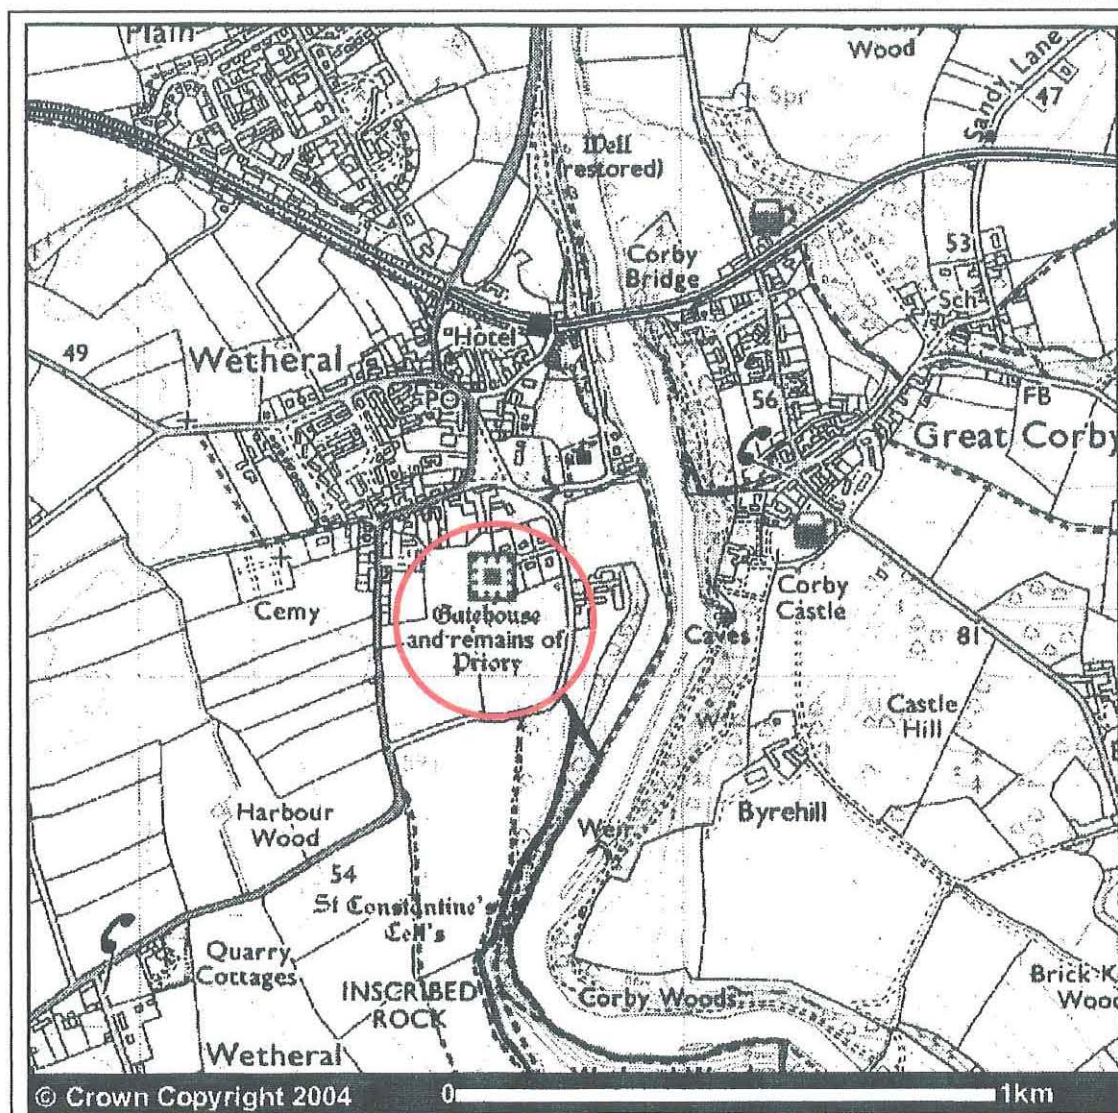 Plain
Wood
Sandy Lane
47
Spr
Well
(restored)
Corby
Bridge
53
Sch
Hotel
49
Wetheral
PO
56
FB
Great Corby
Cemy
Gatehouse
and remains of
Priory
Corby
Castle
Caves
81
Castle
Hill
Byrehill
Weir
Harbour
Wood
54
St Constantine's
Cell's
Quarry
Cottages
INSCRIBED
ROCK
Corby Woods
Wood
Wetheral
© Crown Copyright 2004
0
1km